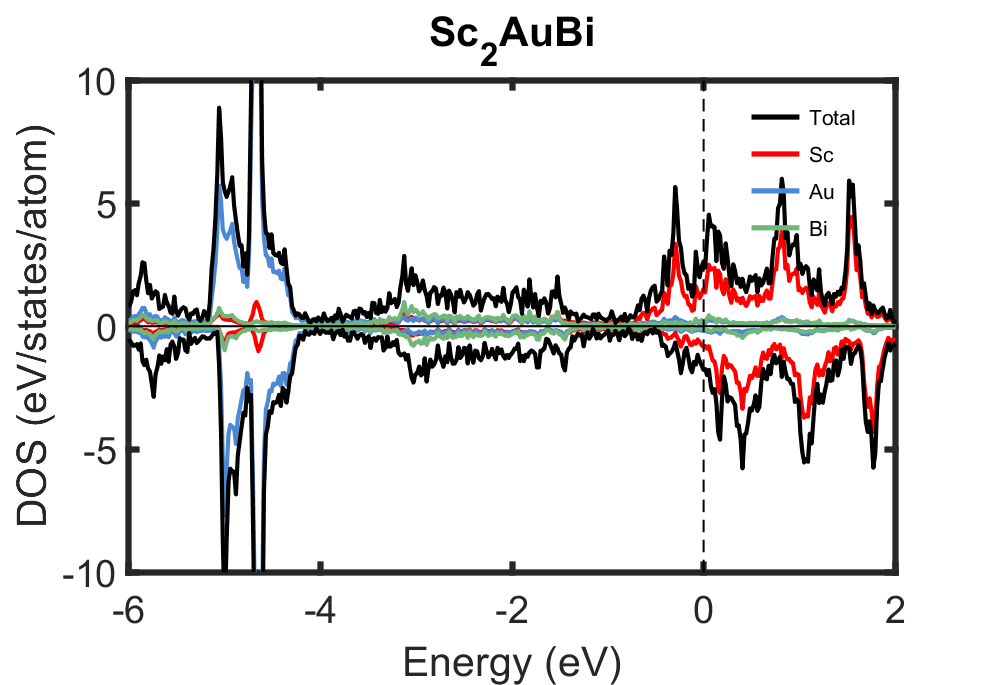 Sc2AuBi
DOS (eV/states/atom)
10
5
0
-5
-10
Total
Sc
Au
Bi
-6 -4 -2 0 2
Energy (eV)